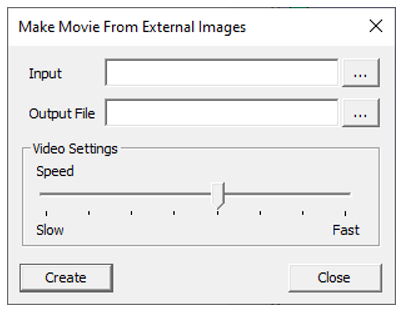 Make Movie From External Images
Input
...
Output File
...
Video Settings
Speed
Slow Fast
Create Close